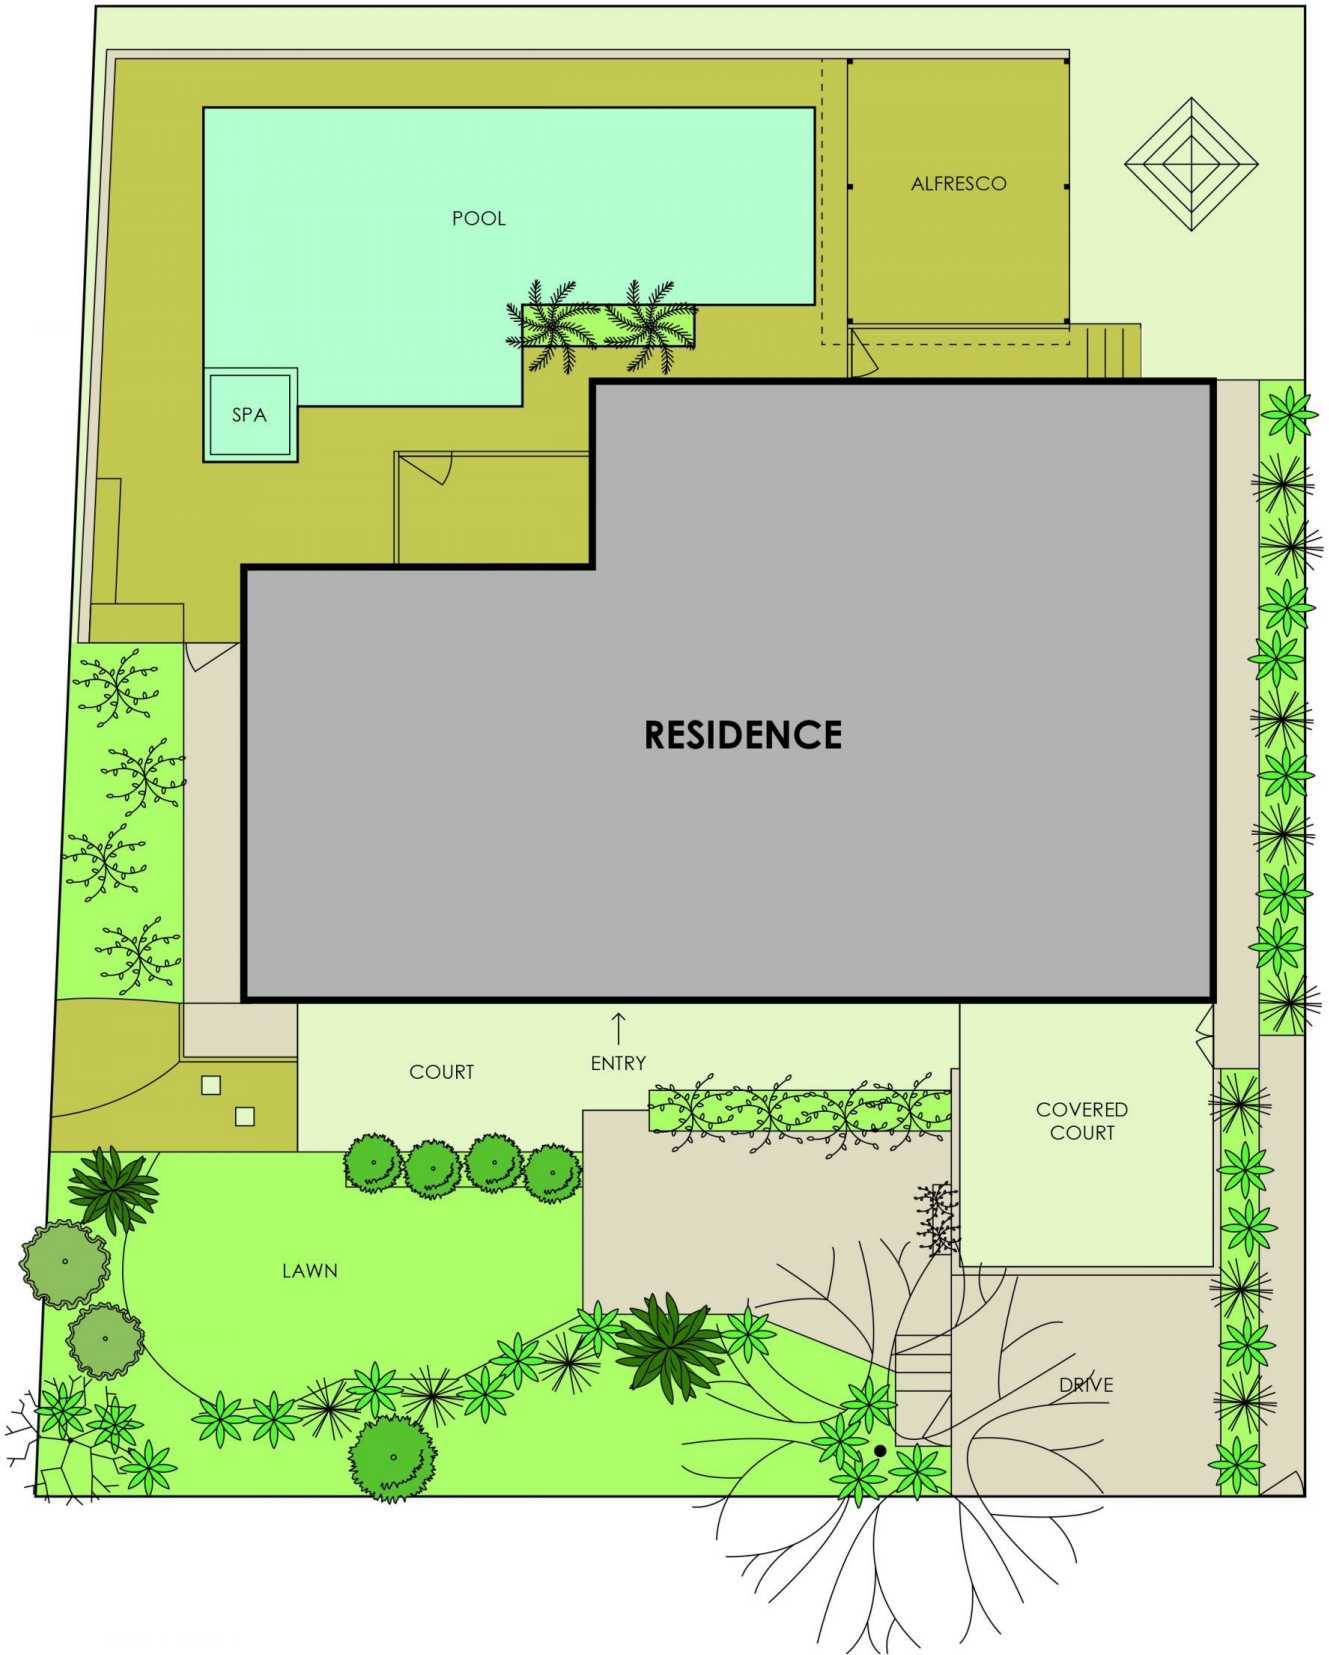 ALFRESCO
POOL
SPA
RESIDENCE
ENTRY
COURT
COVERED
COURT
LAWN
DRIVE